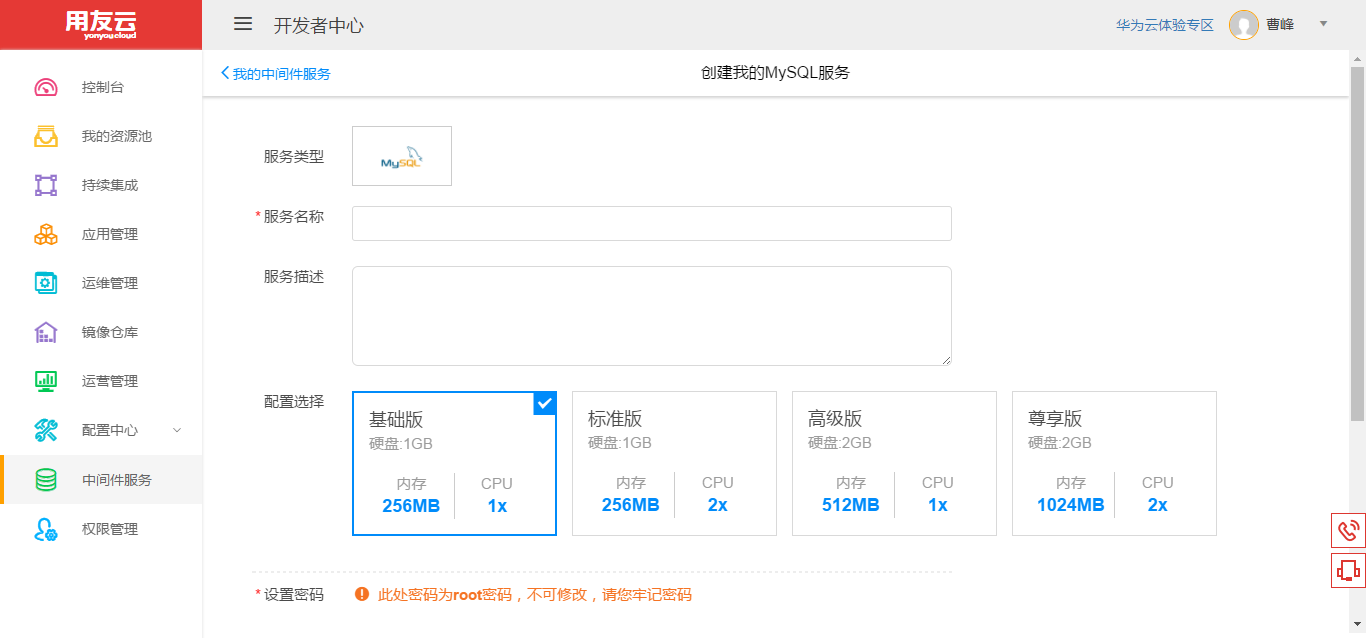 用友云
yonyoucloud
开发者中心
华为云体验专区
曹峰
控制台
我的资源池
持续集成
应用管理
运维管理
镜像仓库
运营管理
配置中心
中间件服务
权限管理
我的中间件服务
创建我的MySQL服务
服务类型
MySQL
*服务名称
服务描述
配置选择
基础版
硬盘:1GB
内存
256MB
CPU
1x
标准版
硬盘:1GB
内存
256MB
CPU
2x
高级版
硬盘:2GB
内存
512MB
CPU
1x
尊享版
硬盘:2GB
内存
1024MB
CPU
2x
*设置密码
此处密码为root密码，不可修改，请您牢记密码